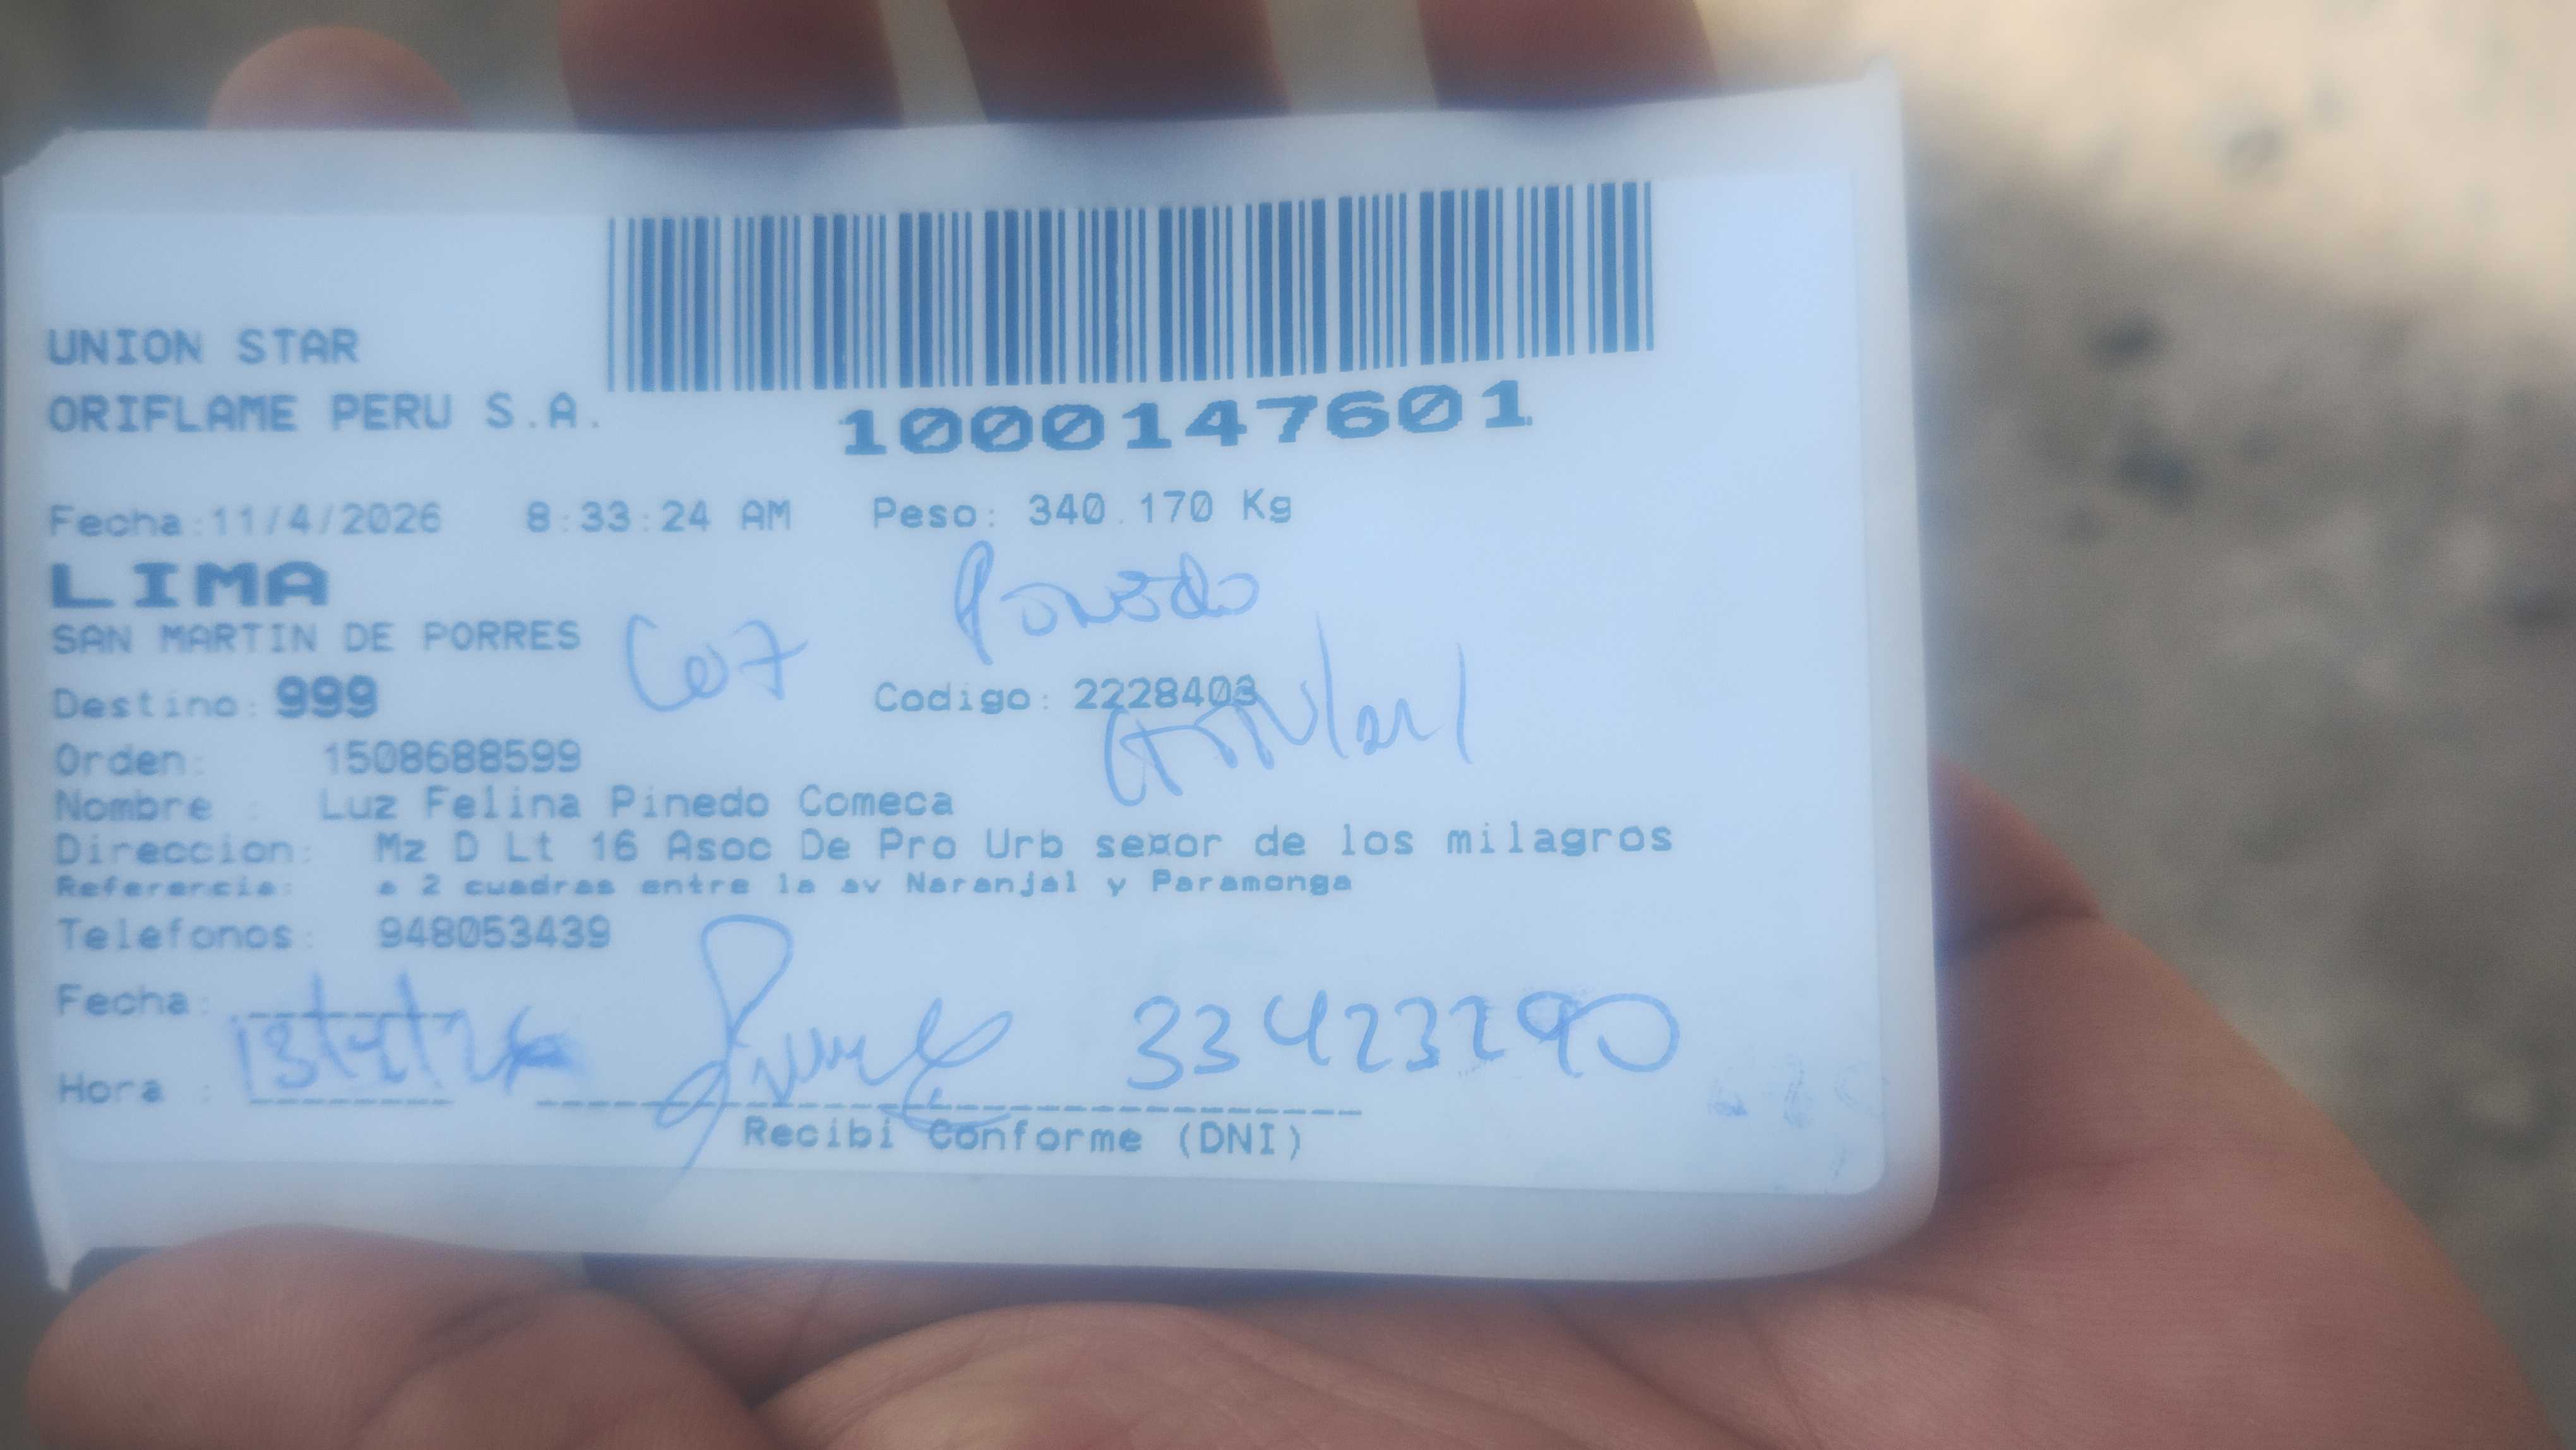 UNION STAR
ORIFLAME PERU S.A.
1000147601
Fecha:11/4/2026 8:33:24 AM Peso: 340.170 Kg
LIMA
SAN MARTIN DE PORRES
Destino: 999 Codigo: 2228403
Orden: 1508688599
Nombre : Luz Felina Pinedo Comeca
Direccion: Mz D Lt 16 Asoc De Pro Urb se¤or de los milagros
Referencia: a 2 cuadras entre la av Naranjal y Paramonga
Telefonos: 948053439
Fecha: 13/4/26
Hora :
33423290
Recibi Conforme (DNI)